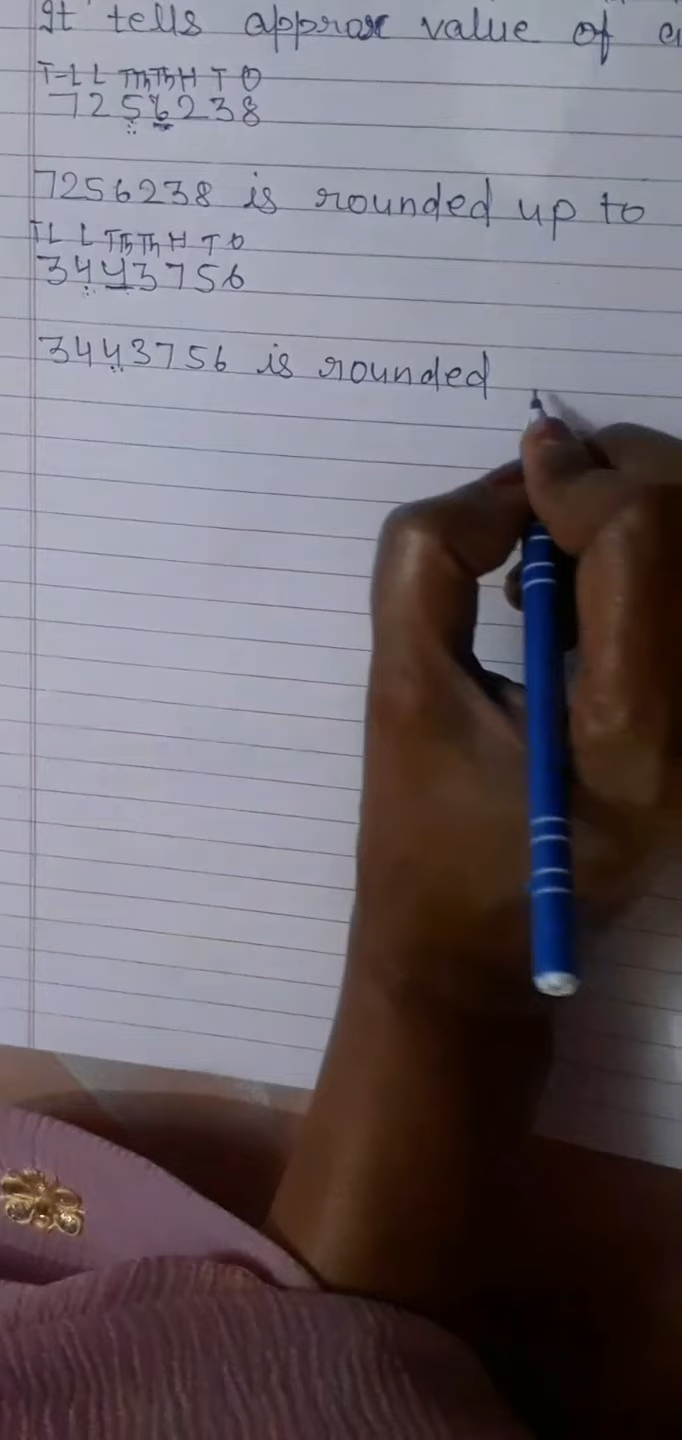 It tells approx value of a
T-L L TTh Th H T O
7256238
7256238 is rounded up to
TL L TTh Th H T O
3443756
3443756 is rounded